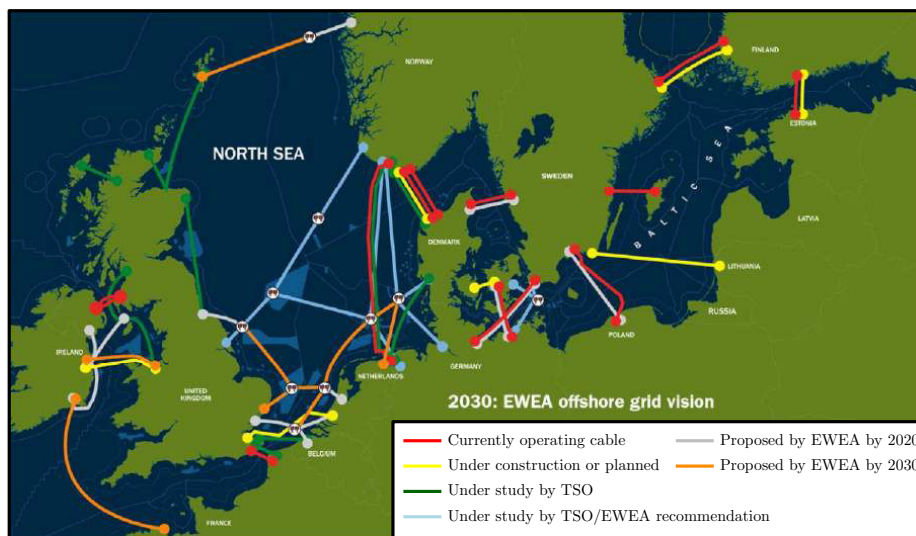 NORWAY
FINLAND
ESTONIA
NORTH SEA
SWEDEN
BALTIC SEA
LATVIA
DENMARK
LITHUANIA
RUSSIA
IRELAND
POLAND
UNITED
KINGDOM
NETHERLANDS
GERMANY
2030: EWEA offshore grid vision
BELGIUM
FRANCE
Currently operating cable
Proposed by EWEA by 2020
Under construction or planned
Proposed by EWEA by 2030
Under study by TSO
Under study by TSO/EWEA recommendation